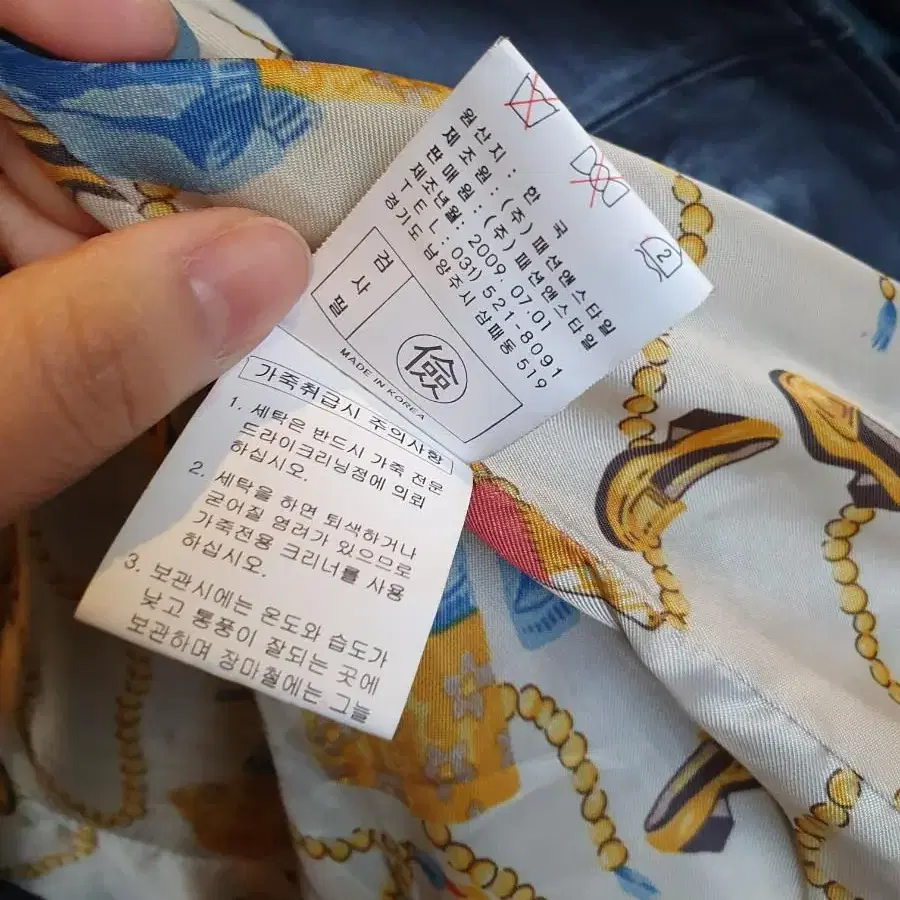 2
원산지 : 한 국
제조원 : (주)패션앤스타일
판매원 : (주)패션앤스타일
제조년월: 2009. 07. 01
TEL : 031) 521-8091
경기도 남양주시 삼패동 519
검사필
儉
MADE IN KOREA
가죽취급시 주의사항
1. 세탁은 반드시 가죽 전문
드라이크리닝점에 의뢰
하십시오.
2. 세탁을 하면 퇴색하거나
굳어질 염려가 있으므로
가죽전용 크리너를 사용
하십시오.
3. 보관시에는 온도와 습도가
낮고 통풍이 잘되는 곳에
보관하며 장마철에는 그늘